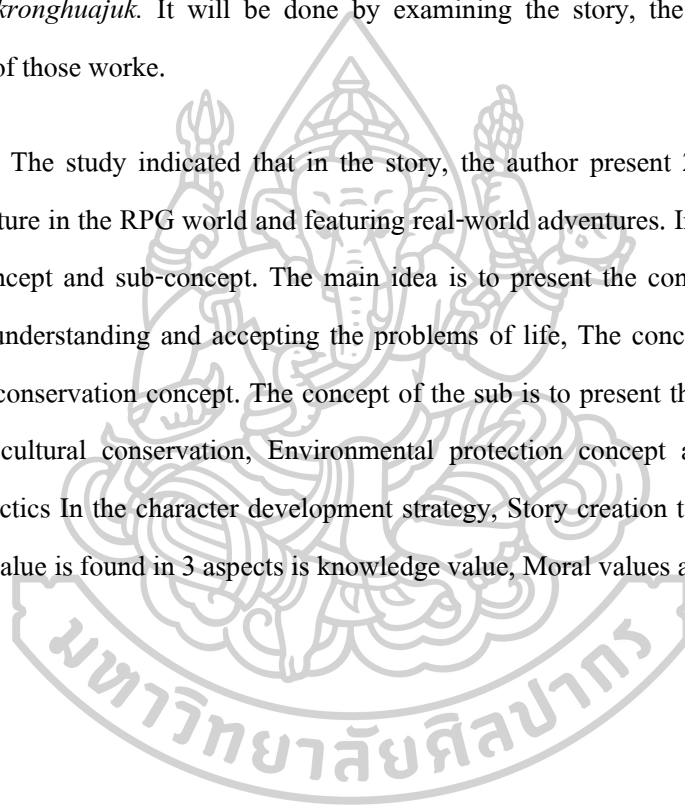 kronghuajuk. It will be done by examining the story, the
of those worke.
The study indicated that in the story, the author present 2
ture in the RPG world and featuring real-world adventures. I
ncept and sub-concept. The main idea is to present the con
understanding and accepting the problems of life, The conc
conservation concept. The concept of the sub is to present th
cultural conservation, Environmental protection concept a
ctics In the character development strategy, Story creation t
value is found in 3 aspects is knowledge value, Moral values a
มหาวิทยาลัยศิลปากร